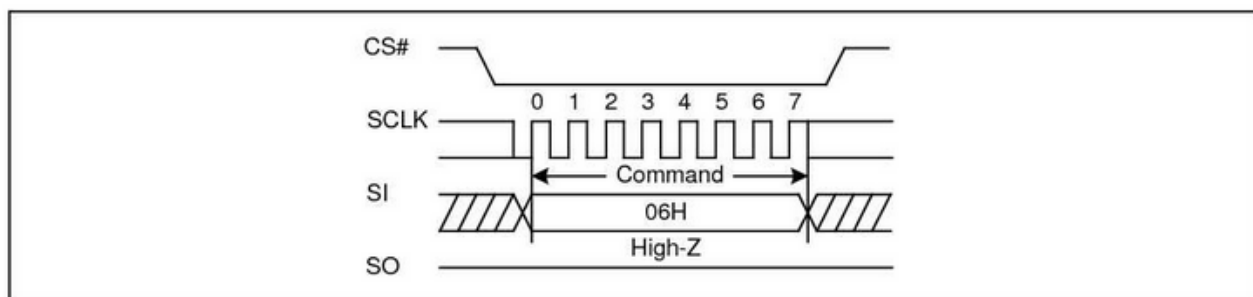 CS#
0 1 2 3 4 5 6 7
SCLK
Command
SI
06H
High-Z
SO